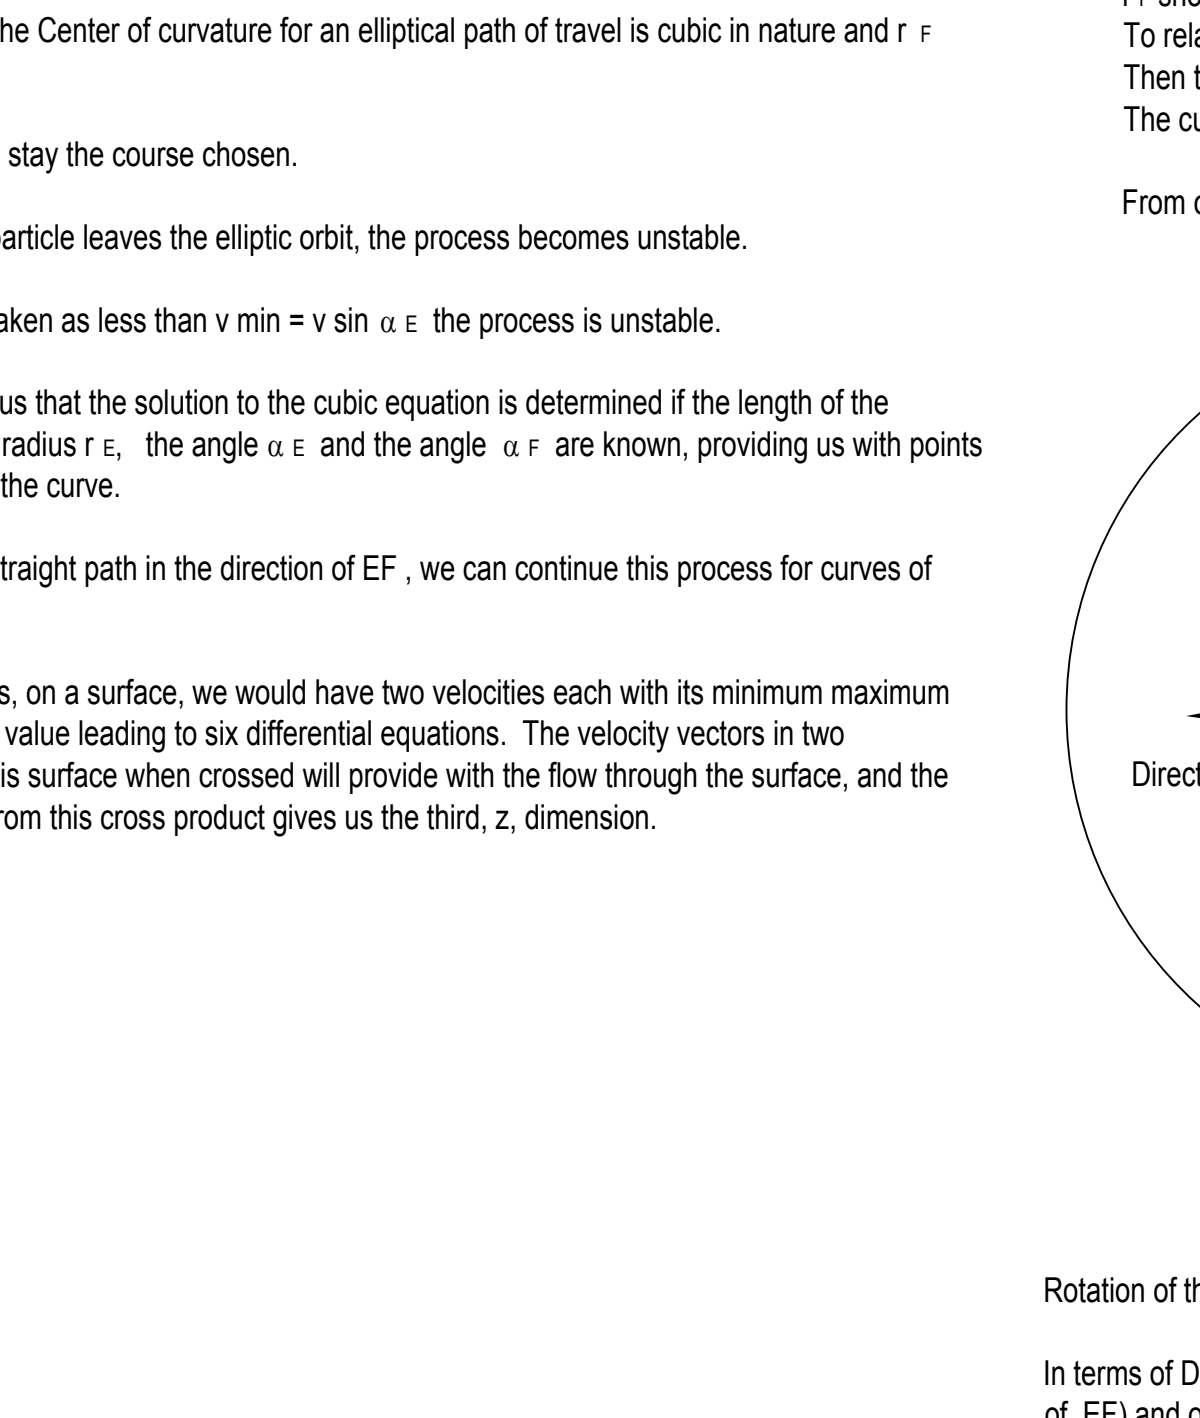 he Center of curvature for an elliptical path of travel is cubic in nature and r F
stay the course chosen.
article leaves the elliptic orbit, the process becomes unstable.
aken as less than v min = v sin α E the process is unstable.
us that the solution to the cubic equation is determined if the length of the
radius r E, the angle α E and the angle α F are known, providing us with points
the curve.
traight path in the direction of EF , we can continue this process for curves of
s, on a surface, we would have two velocities each with its minimum maximum
value leading to six differential equations. The velocity vectors in two
is surface when crossed will provide with the flow through the surface, and the
rom this cross product gives us the third, z, dimension.
To rela
Then t
The cu
From
Direct
Rotation of th
In terms of D
of EF) and